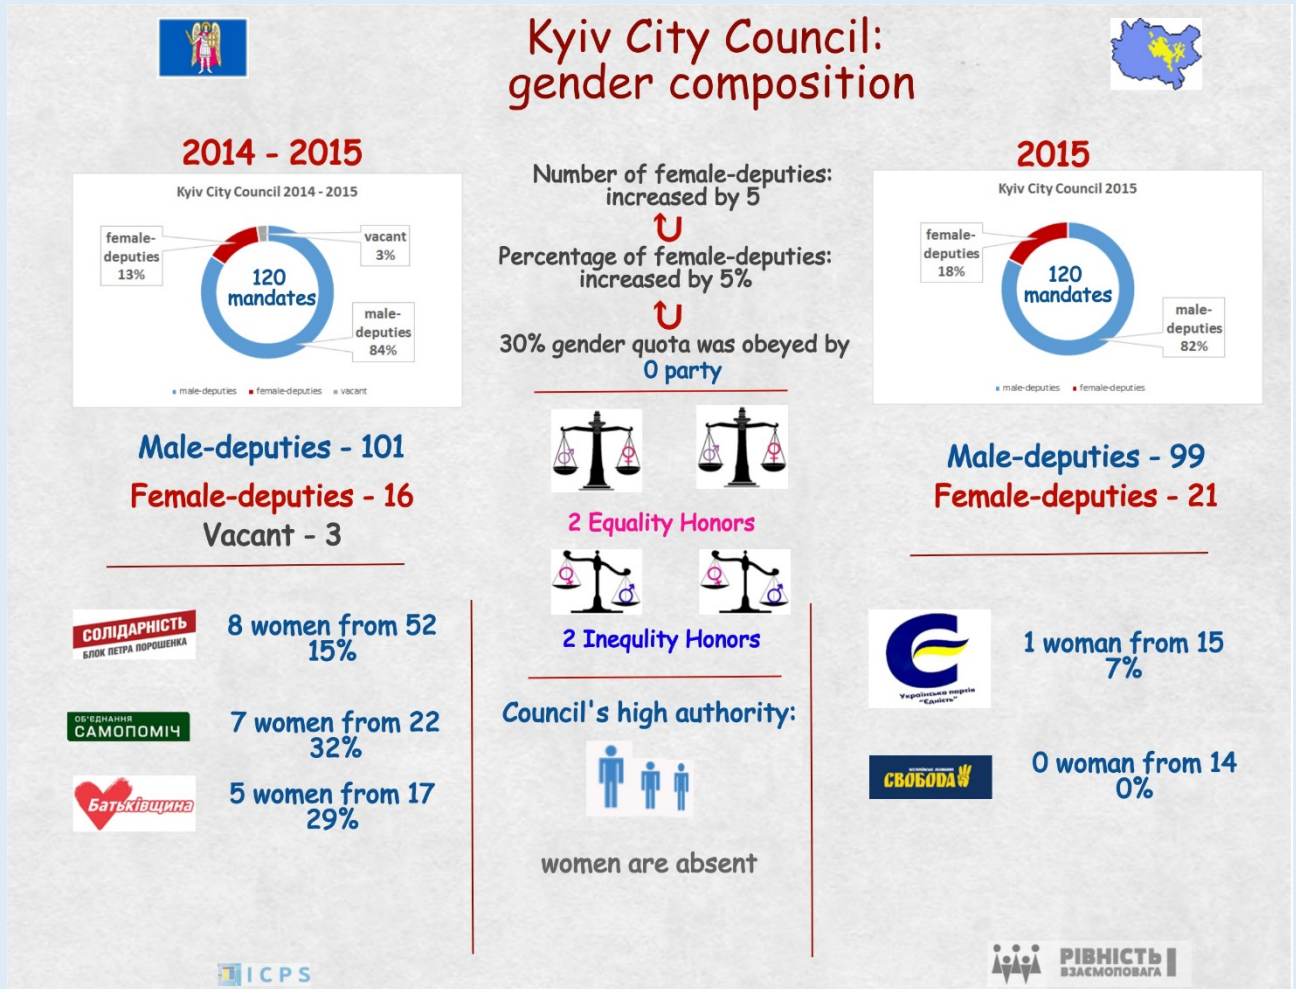 Kyiv City Council:
gender composition
2014 - 2015
Kyiv City Council 2014 - 2015
female-
deputies
13%
vacant
3%
120
mandates
male-
deputies
84%
male-deputies
female-deputies
vacant
Male-deputies - 101
Female-deputies - 16
Vacant - 3
Number of female-deputies:
increased by 5
Percentage of female-deputies:
increased by 5%
30% gender quota was obeyed by
0 party
2 Equality Honors
2 Inequlity Honors
Council's high authority:
women are absent
2015
Kyiv City Council 2015
female-
deputies
18%
120
mandates
male-
deputies
82%
male-deputies
female-deputies
Male-deputies - 99
Female-deputies - 21
СОЛІДАРНІСТЬ
БЛОК ПЕТРА ПОРОШЕНКА
8 women from 52
15%
ОБ'ЄДНАННЯ
САМОПОМІЧ
7 women from 22
32%
Батьківщина
5 women from 17
29%
Українська партія
"Єдність"
1 woman from 15
7%
СВОБОДА
0 woman from 14
0%
ICPS
РІВНІСТЬ
ВЗАЄМОПОВАГА